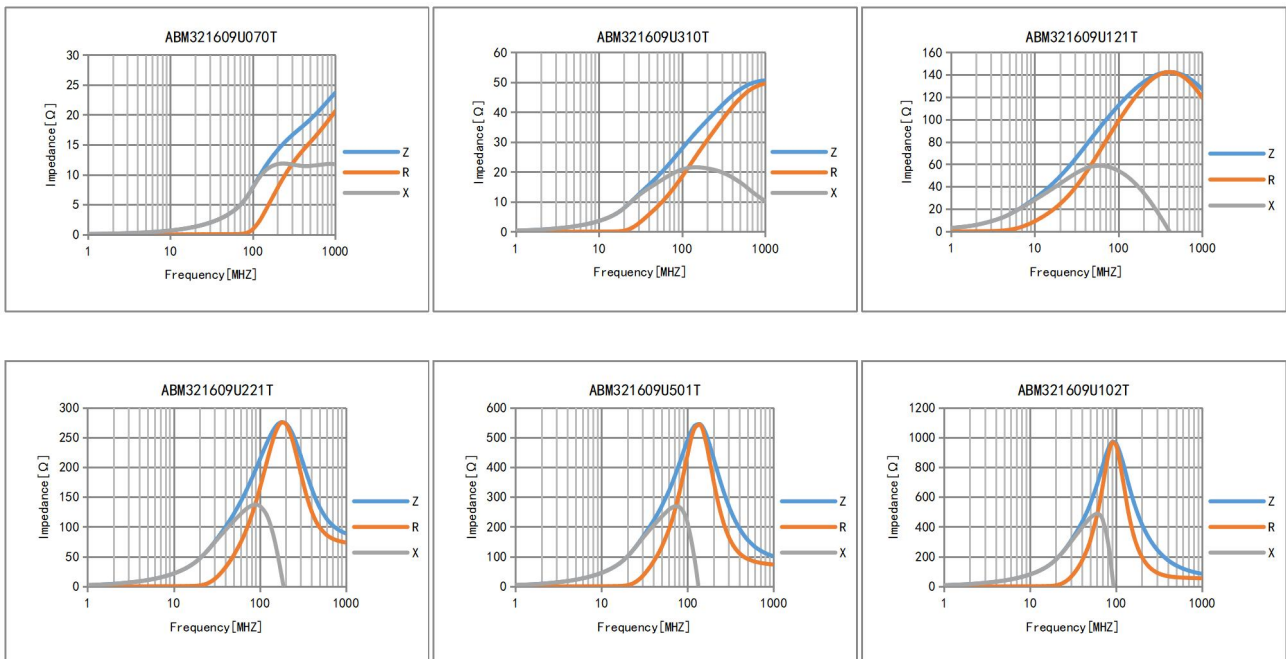 ABM321609U070T
30
25
20
15
10
5
0
1 10 100 1000
Impedance[Ω]
Frequency[MHZ]
Z
R
X
ABM321609U310T
60
50
40
30
20
10
0
1 10 100 1000
Impedance[Ω]
Frequency[MHZ]
Z
R
X
ABM321609U121T
160
140
120
100
80
60
40
20
0
1 10 100 1000
Impedance[Ω]
Frequency[MHZ]
Z
R
X
ABM321609U221T
300
250
200
150
100
50
0
1 10 100 1000
Impedance[Ω]
Frequency[MHZ]
Z
R
X
ABM321609U501T
600
500
400
300
200
100
0
1 10 100 1000
Impedance[Ω]
Frequency[MHZ]
Z
R
X
ABM321609U102T
1200
1000
800
600
400
200
0
1 10 100 1000
Impedance[Ω]
Frequency[MHZ]
Z
R
X